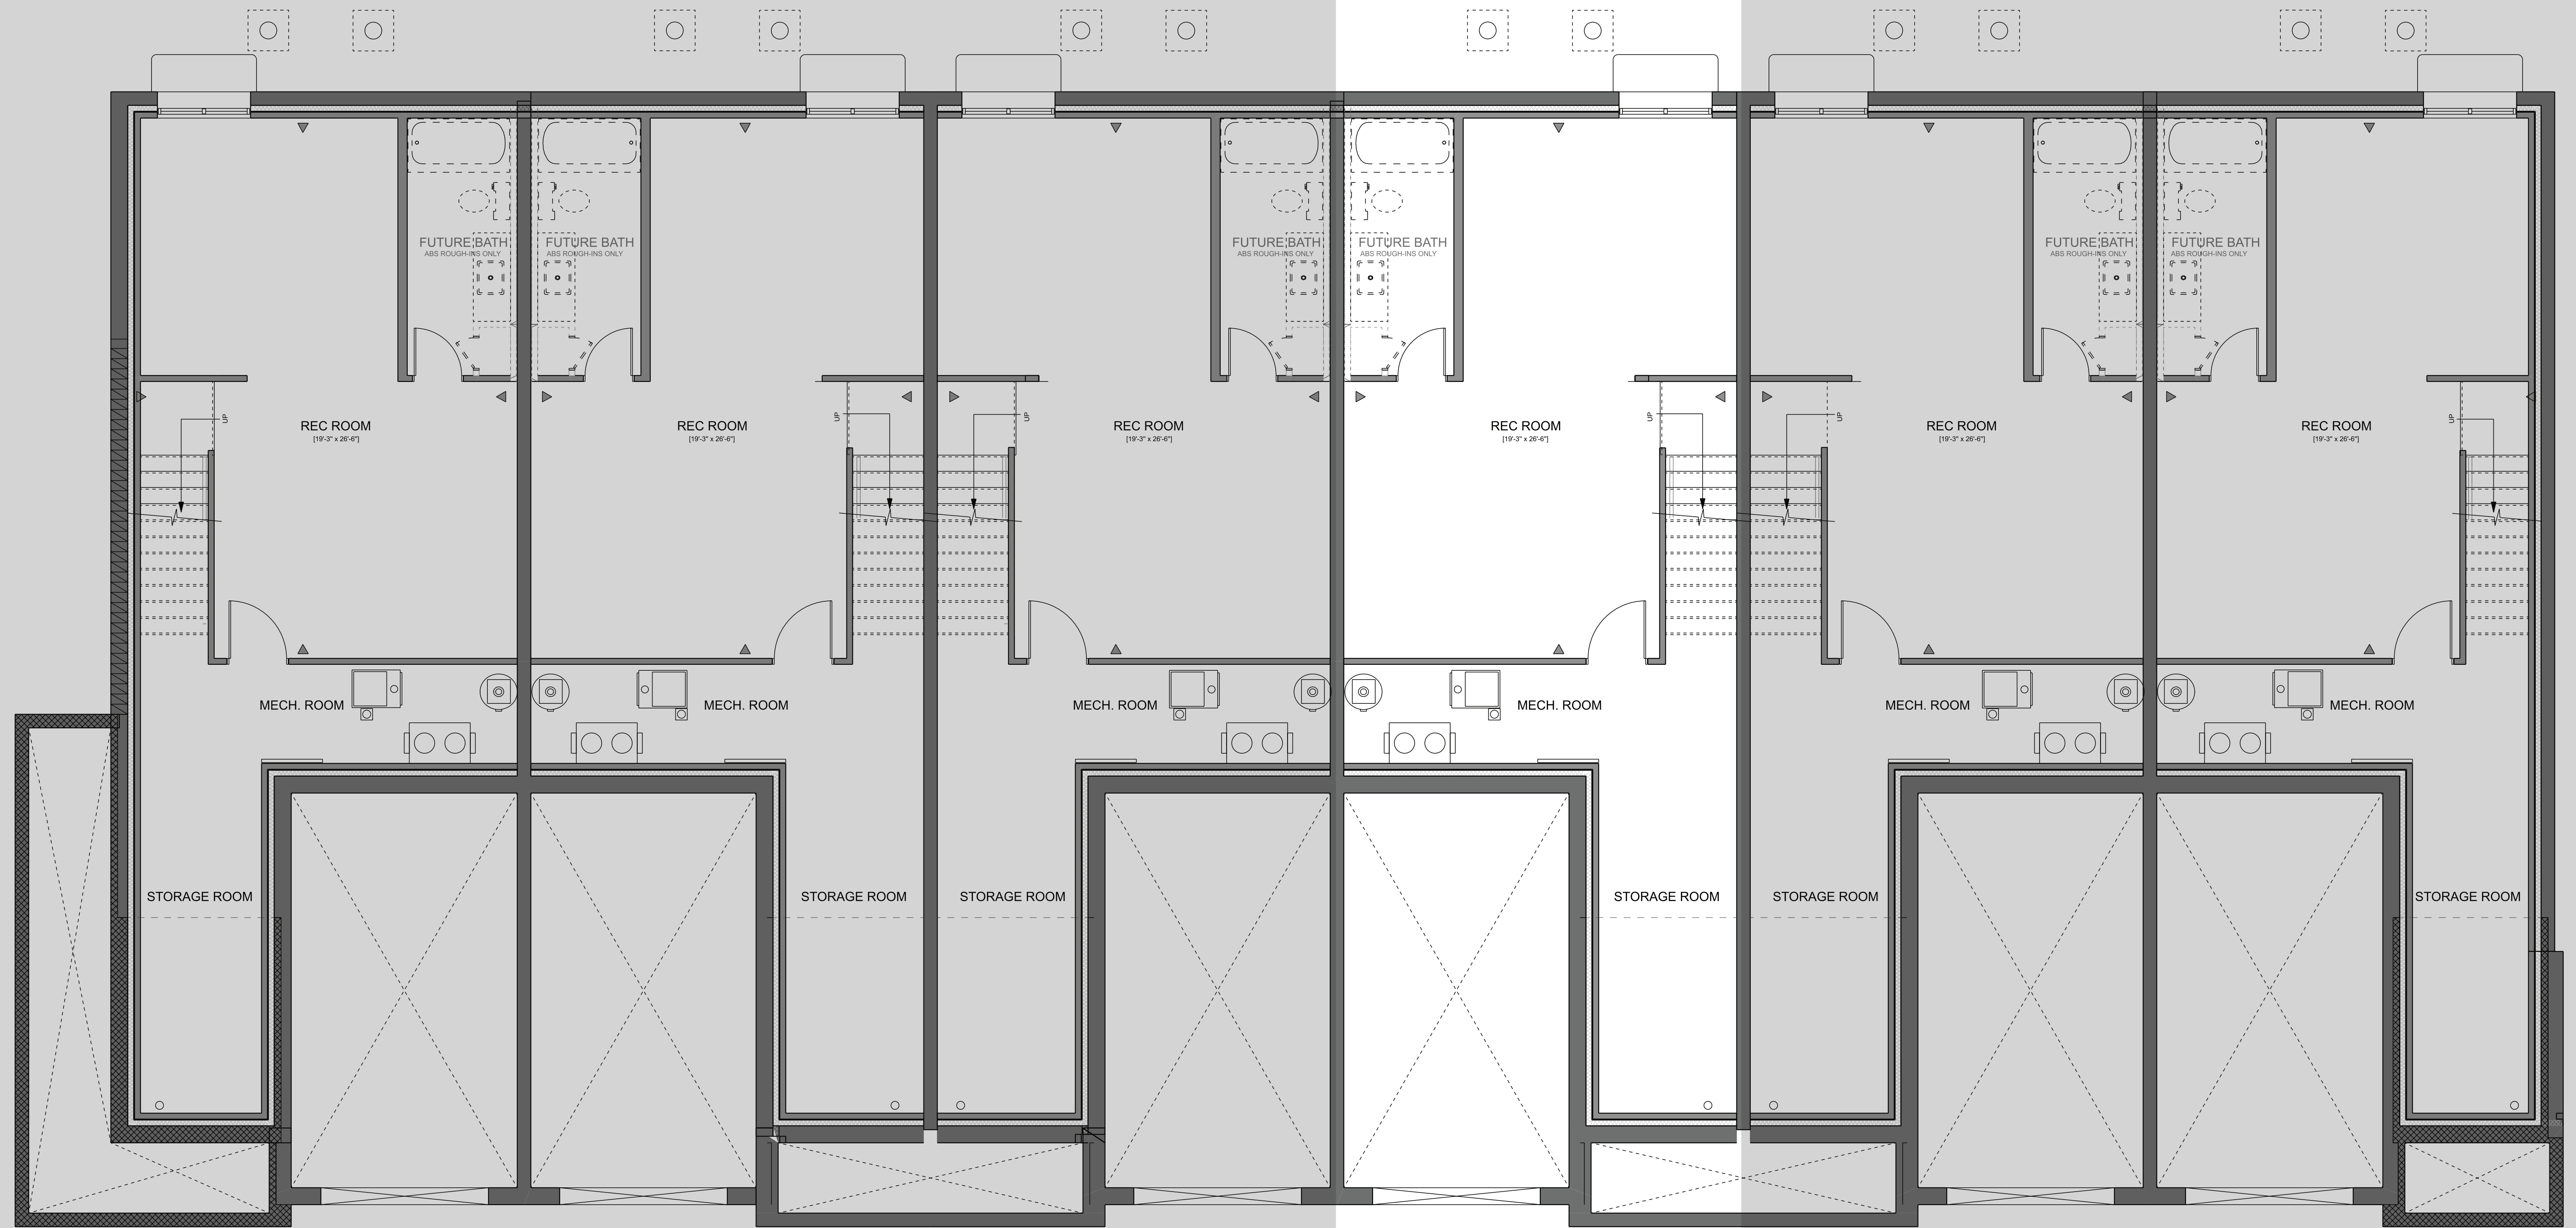 FUTURE BATH
ABS ROUGH-INS ONLY
FUTURE BATH
ABS ROUGH-INS ONLY
FUTURE BATH
ABS ROUGH-INS ONLY
FUTURE BATH
ABS ROUGH-INS ONLY
FUTURE BATH
ABS ROUGH-INS ONLY
FUTURE BATH
ABS ROUGH-INS ONLY
UP
UP
UP
UP
UP
UP
REC ROOM
[19'-3" x 26'-6"]
REC ROOM
[19'-3" x 26'-6"]
REC ROOM
[19'-3" x 26'-6"]
REC ROOM
[19'-3" x 26'-6"]
REC ROOM
[19'-3" x 26'-6"]
REC ROOM
[19'-3" x 26'-6"]
MECH. ROOM
MECH. ROOM
MECH. ROOM
MECH. ROOM
MECH. ROOM
MECH. ROOM
STORAGE ROOM
STORAGE ROOM
STORAGE ROOM
STORAGE ROOM
STORAGE ROOM
STORAGE ROOM